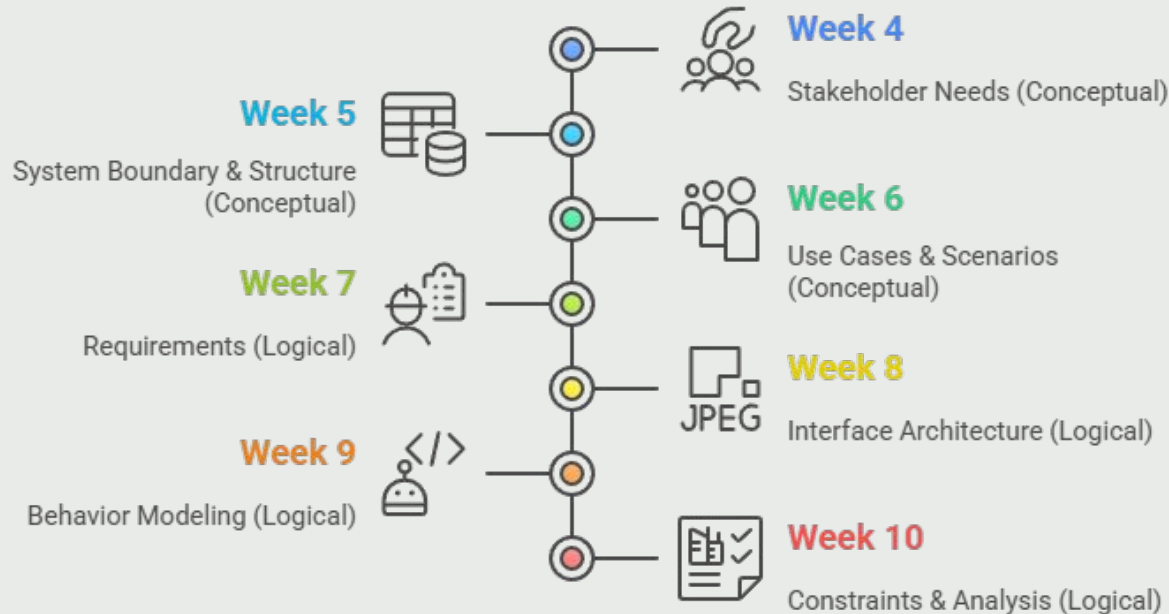 Week 4
Stakeholder Needs (Conceptual)
Week 5
System Boundary & Structure
(Conceptual)
Week 6
Use Cases & Scenarios
(Conceptual)
Week 7
Requirements (Logical)
Week 8
JPEG
Interface Architecture (Logical)
Week 9
</>
Behavior Modeling (Logical)
Week 10
Constraints & Analysis (Logical)